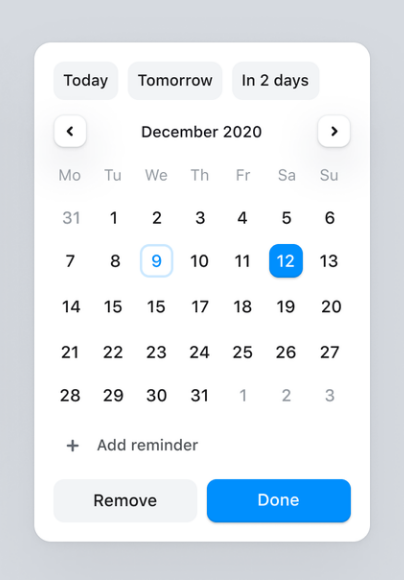 Today Tomorrow In 2 days
December 2020
Mo Tu We Th Fr Sa Su
31 1 2 3 4 5 6
7 8 9 10 11 12 13
14 15 15 17 18 19 20
21 22 23 24 25 26 27
28 29 30 31 1 2 3
+ Add reminder
Remove Done